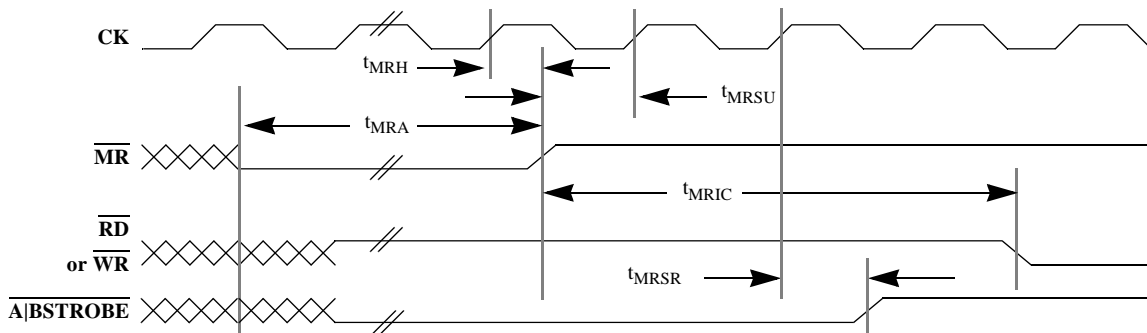 CK
tMRH
tMRSU
tMRA
MR
tMRIC
RD
or WR
tMRSR
A|BSTROBE